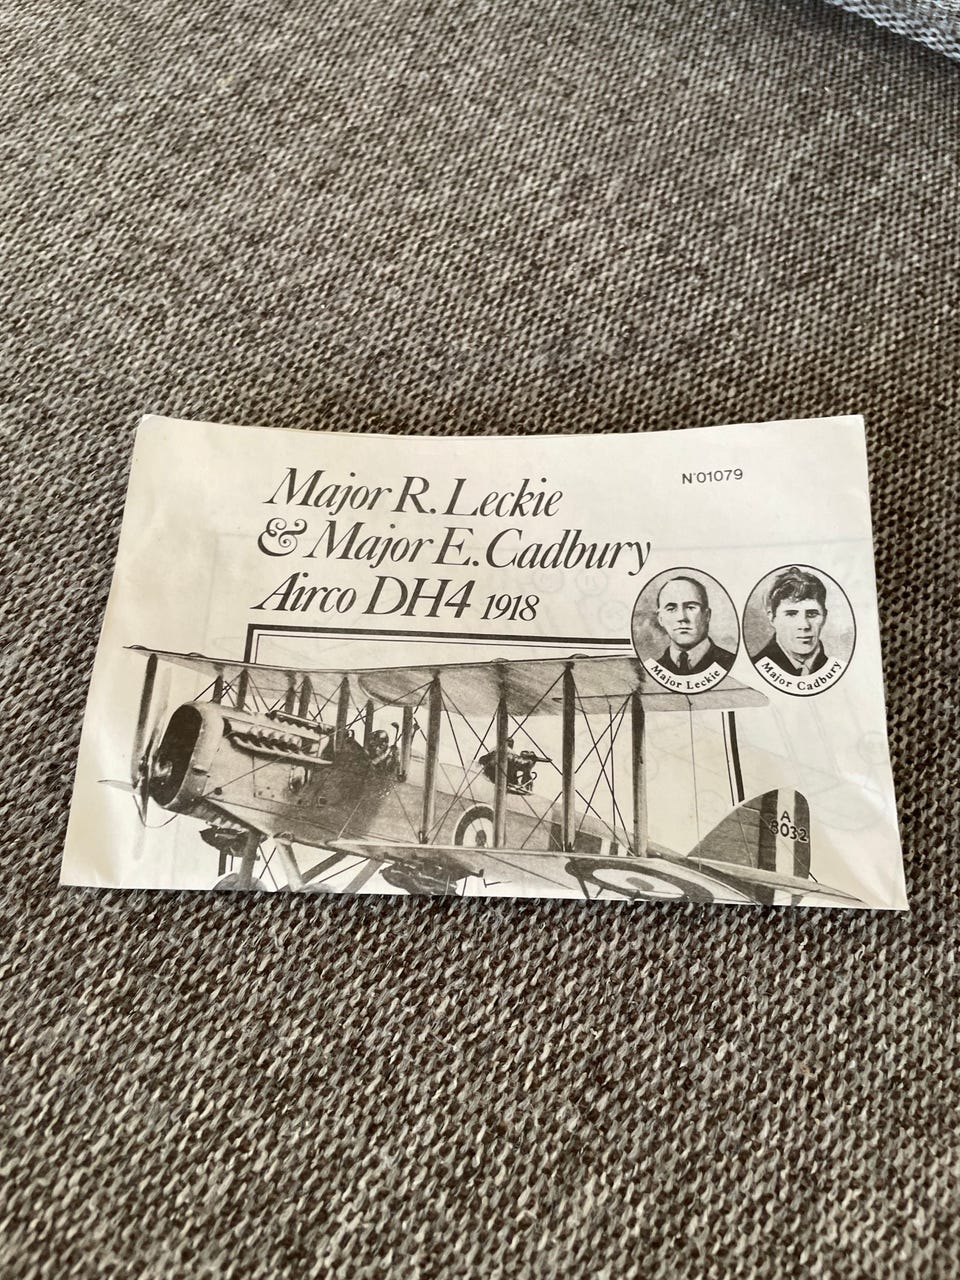 Major R. Leckie
& Major E. Cadbury
Airco DH4 1918
N°01079
Major Leckie
Major Cadbury
A
8032